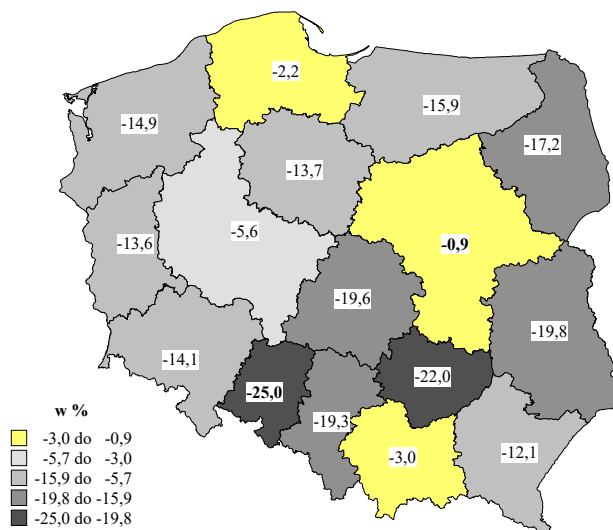 -2,2
-15,9
-14,9
-17,2
-13,7
-5,6
-13,6
-0,9
-19,6
-19,8
-14,1
-22,0
-25,0
-19,3
-12,1
-3,0
w %
-3,0 do -0,9
-5,7 do -3,0
-15,9 do -5,7
-19,8 do -15,9
-25,0 do -19,8